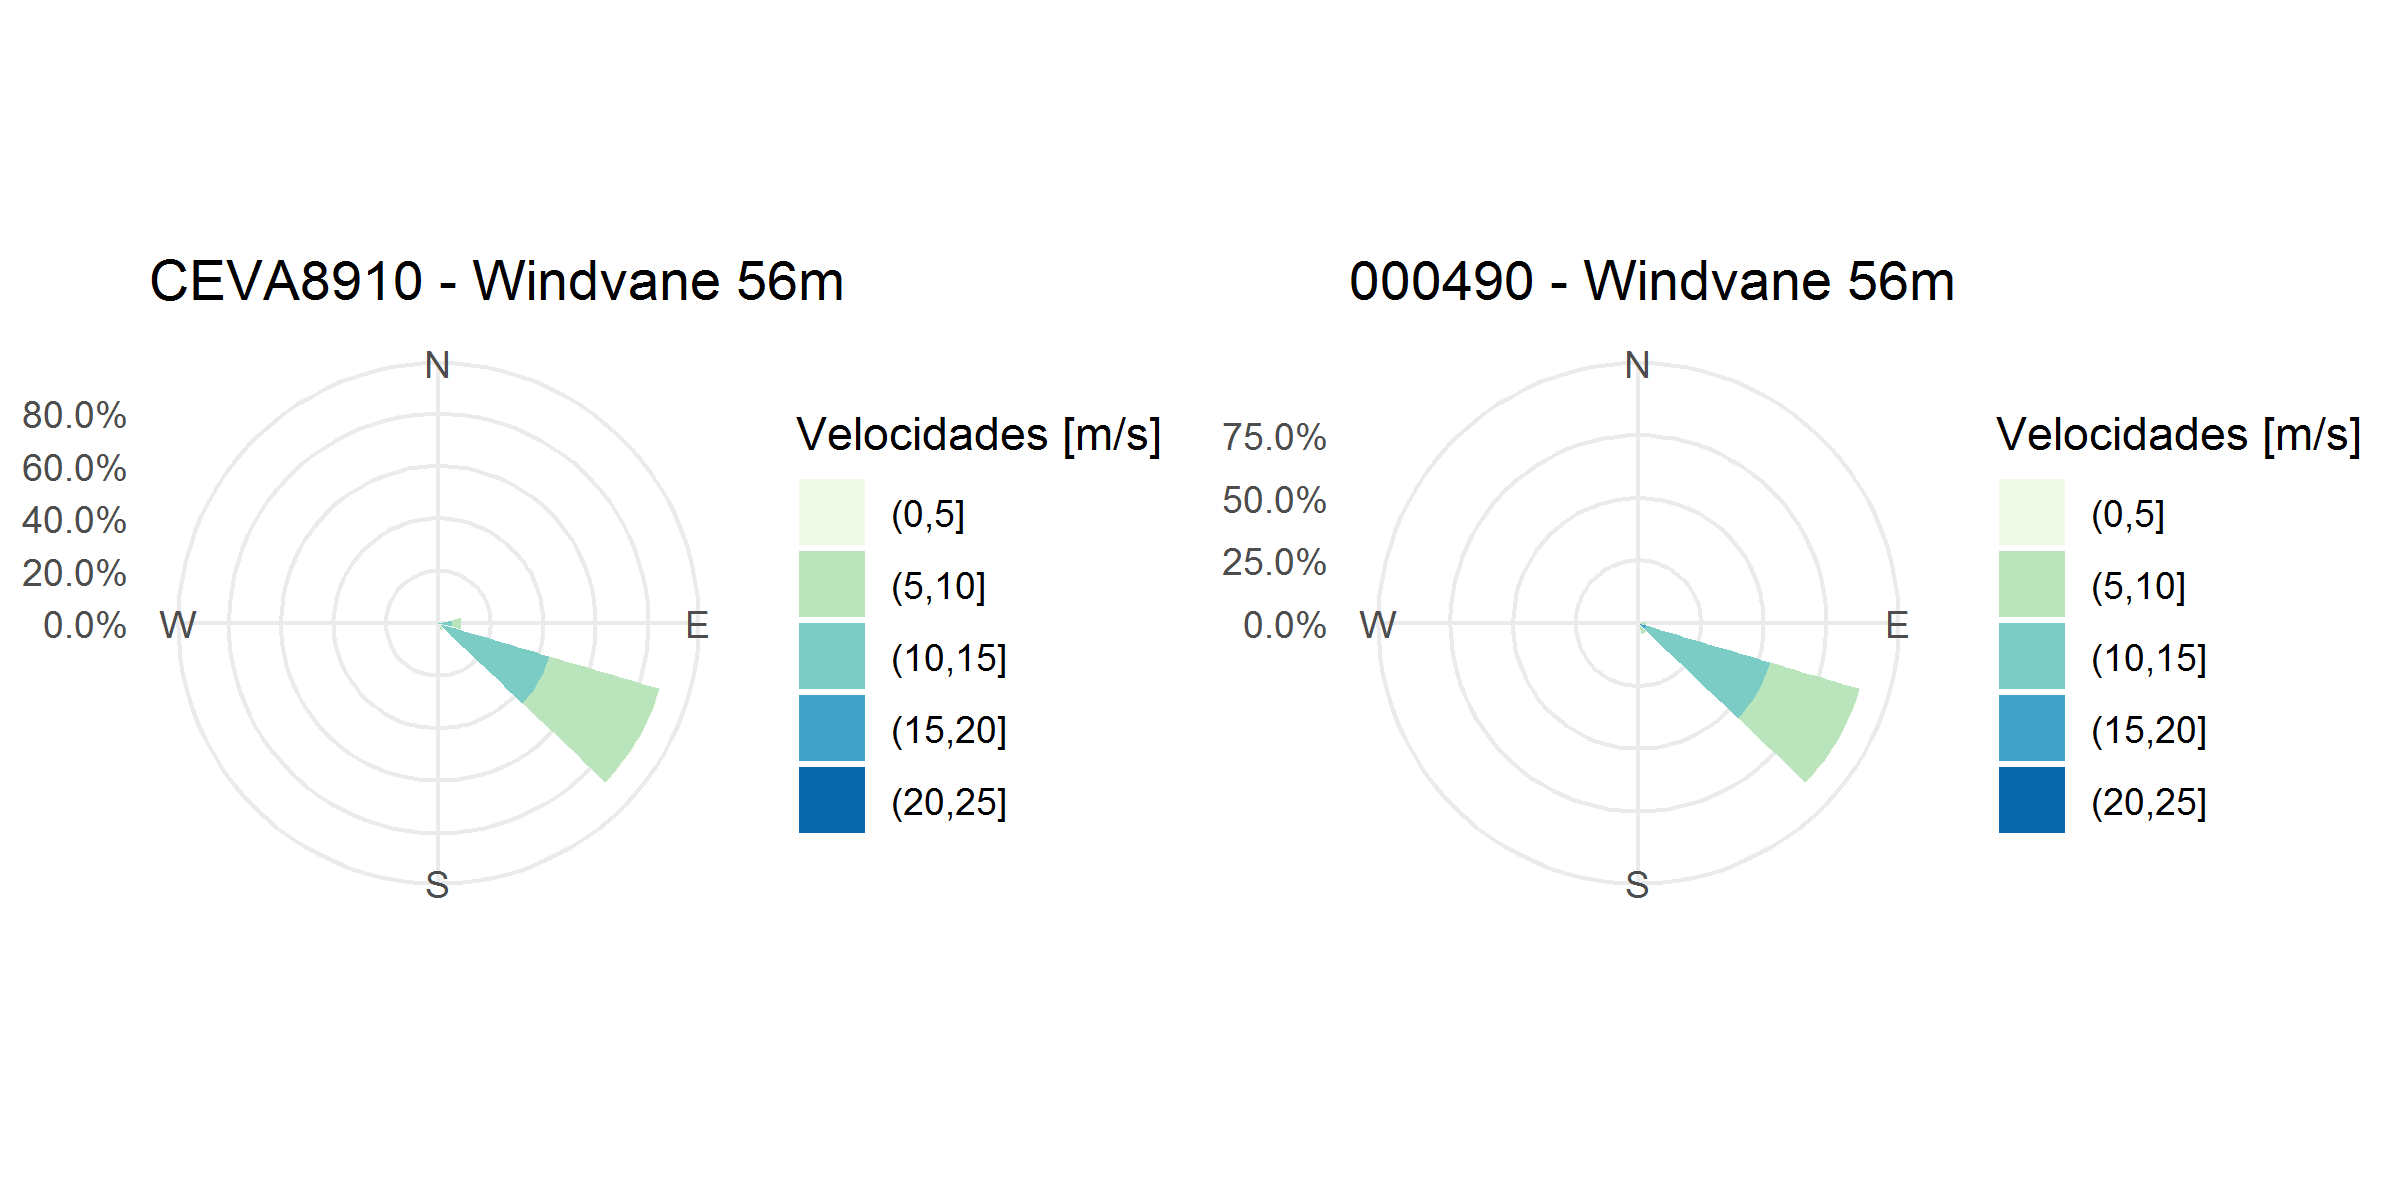 CEVA8910 - Windvane 56m
N
80.0%
60.0%
40.0%
20.0%
0.0%
W
E
S
Velocidades [m/s]
(0,5]
(5,10]
(10,15]
(15,20]
(20,25]
000490 - Windvane 56m
N
75.0%
50.0%
25.0%
0.0%
W
E
S
Velocidades [m/s]
(0,5]
(5,10]
(10,15]
(15,20]
(20,25]